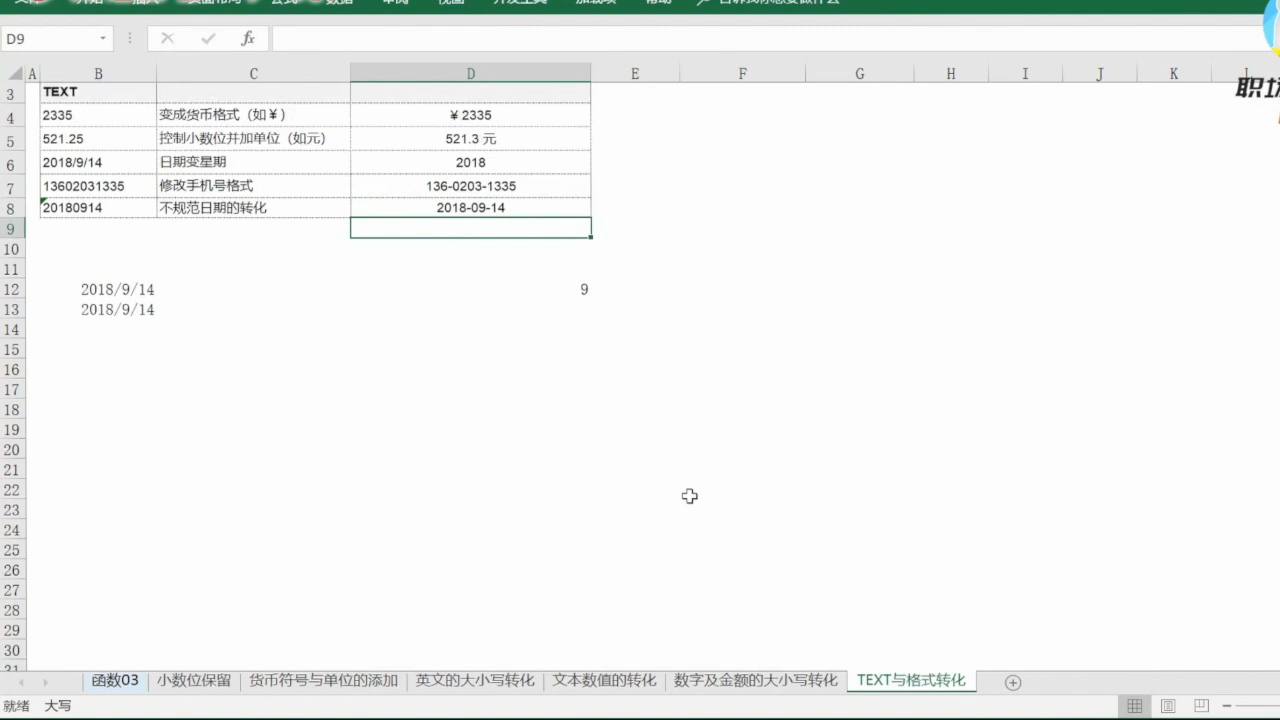 D9
fx
A B C D E F G H I J K
职
3 TEXT
4 2335 变成货币格式（如￥） ￥2335
5 521.25 控制小数位并加单位（如元） 521.3 元
6 2018/9/14 日期变星期 2018
7 13602031335 修改手机号格式 136-0203-1335
8 20180914 不规范日期的转化 2018-09-14
9
10
11
12 2018/9/14 9
13 2018/9/14
14
15
16
17
18
19
20
21
22
23
24
25
26
27
28
29
30
函数03 小数位保留 货币符号与单位的添加 英文的大小写转化 文本数值的转化 数字及金额的大小写转化 TEXT与格式转化
就绪 大写